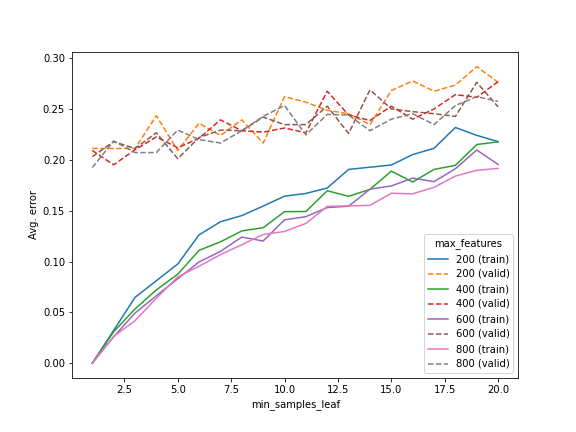 0.30
0.25
0.20
0.15
0.10
0.05
0.00
Avg. error
2.5 5.0 7.5 10.0 12.5 15.0 17.5 20.0
min_samples_leaf
max_features
200 (train)
200 (valid)
400 (train)
400 (valid)
600 (train)
600 (valid)
800 (train)
800 (valid)